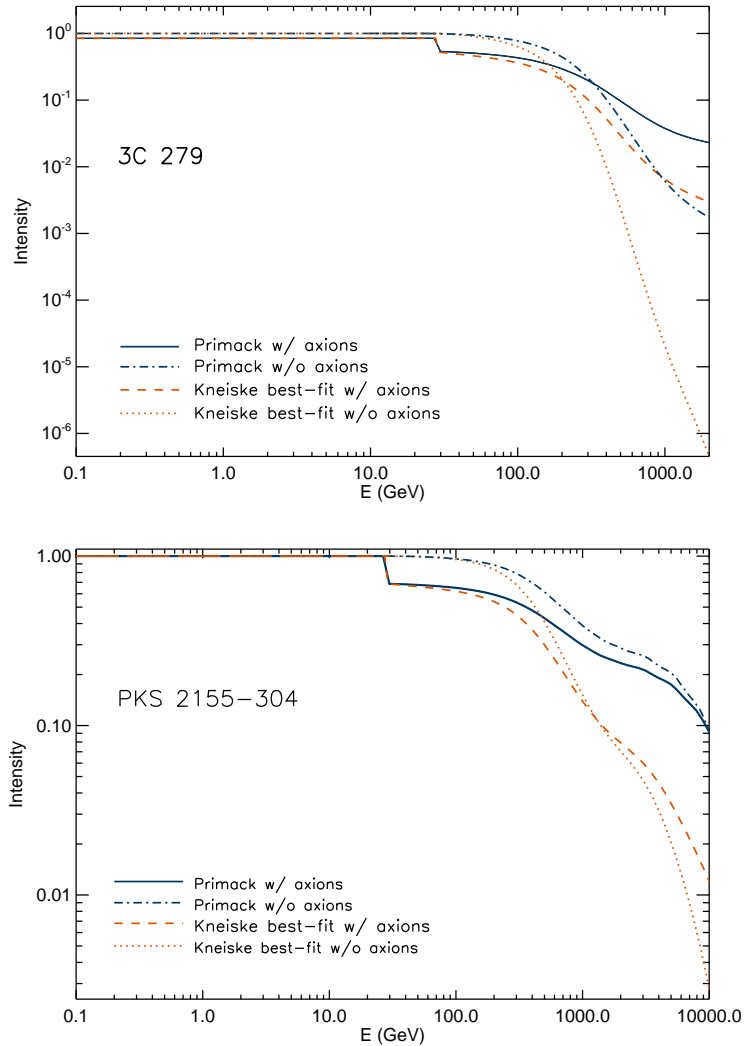 10⁰
10⁻¹
10⁻²
10⁻³
10⁻⁴
10⁻⁵
10⁻⁶
Intensity
3C 279
Primack w/ axions
Primack w/o axions
Kneiske best-fit w/ axions
Kneiske best-fit w/o axions
0.1 1.0 10.0 100.0 1000.0
E (GeV)
1.00
0.10
0.01
Intensity
PKS 2155-304
Primack w/ axions
Primack w/o axions
Kneiske best-fit w/ axions
Kneiske best-fit w/o axions
0.1 1.0 10.0 100.0 1000.0 10000.0
E (GeV)